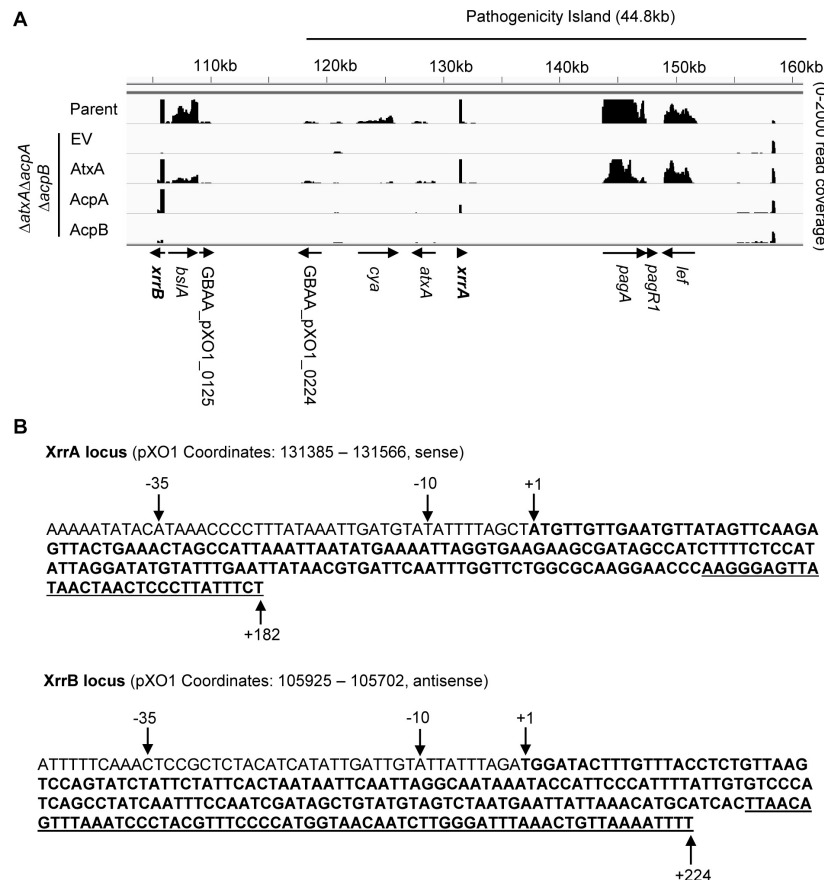 A
Pathogenicity Island (44.8kb)
110kb 120kb 130kb 140kb 150kb 160kb
(0-2000 read coverage)
ΔatxAΔacpA
ΔacpB
Parent
EV
AtxA
AcpA
AcpB
xrrB
bslA
GBAA_pXO1_0125
GBAA_pXO1_0224
cya
atxA
xrrA
pagA
pagR1
lef
B
XrrA locus (pXO1 Coordinates: 131385 – 131566, sense)
-35 -10 +1
AAAAATATACATAAACCCCTTTATAAATTGATGTATATTTTAGCTATGTTGTTGAATGTTATAGTTCAAGA
GTTACTGAAACTAGCCATTAAATTAATATGAAAATTAGGTGAAGAAGCGATAGCCATCTTTTCTCCAT
ATTAGGATATGTATTTGAATTATAACGTGATTCAATTTGGTTCTGGCGCAAGGAACCCAAGGGAGTTA
TAACTAACTCCCTTATTTCT
+182
XrrB locus (pXO1 Coordinates: 105925 – 105702, antisense)
-35 -10 +1
ATTTTTCAAACTCCGCTCTACATCATATTGATTGTATTATTTAGATGGATACTTTGTTTACCTCTGTTAAG
TCCAGTATCTATTCTATTCACTAATAATTCAATTAGGCAATAAATACCATTCCCATTTTATTGTGTCCCA
TCAGCCTATCAATTTCCAATCGATAGCTGTATGTAGTCTAATGAATTATTAAACATGCATCACTTAACA
GTTTAAATCCCTACGTTTCCCCATGGTAACAATCTTGGGATTTAAACTGTTAAAATTTT
+224